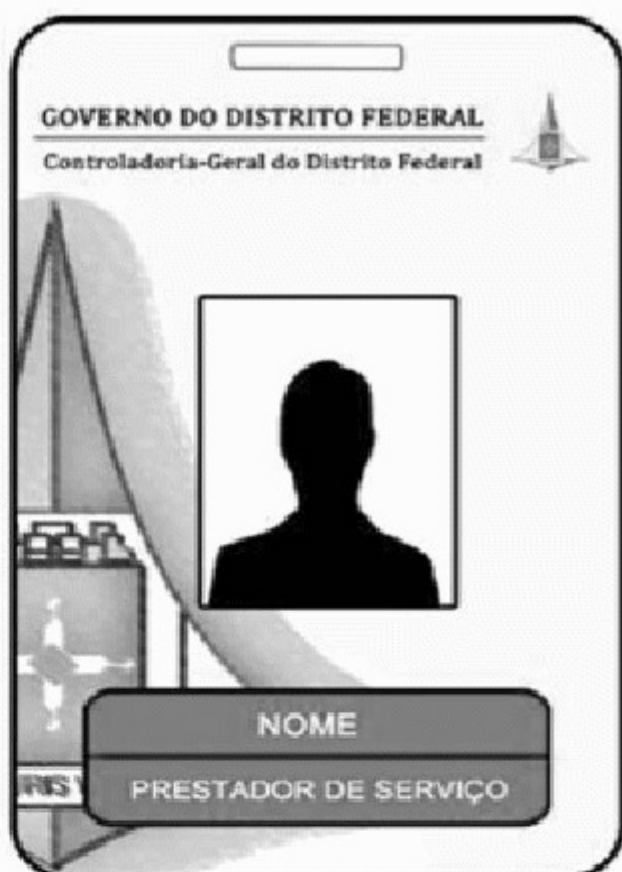 GOVERNO DO DISTRITO FEDERAL
Controladoria-Geral do Distrito Federal
NOME
PRESTADOR DE SERVIÇO